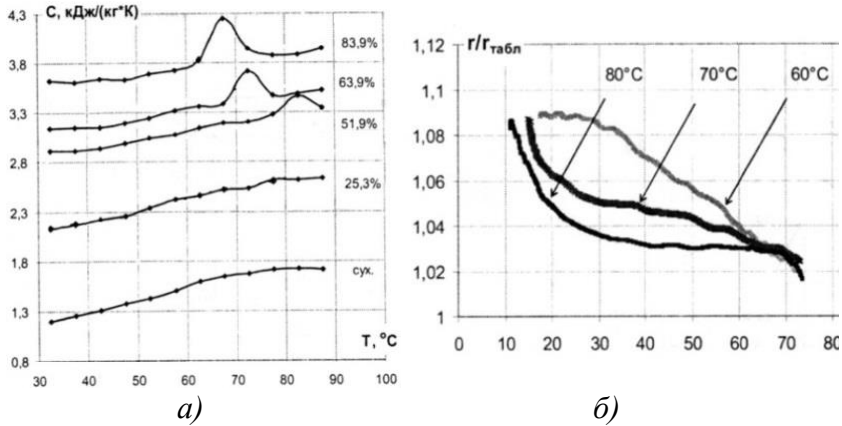 4,3
С, кДж/(кг*К)
83,9%
3,8
63,9%
3,3
51,9%
2,8
25,3%
2,3
1,8
сух.
1,3
T, °C
0,8
30 40 50 60 70 80 90 100
а)
1,12
r/rтабл
80°C 70°C 60°C
1,1
1,08
1,06
1,04
1,02
1
0 10 20 30 40 50 60 70 80
б)